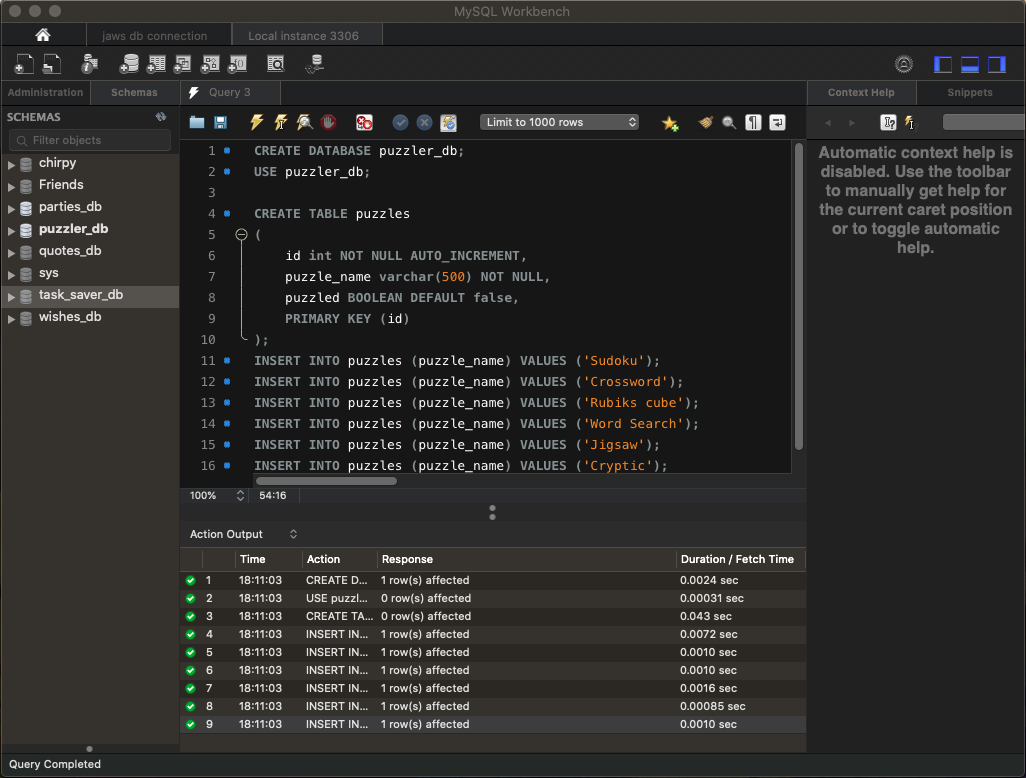 MySQL Workbench
jaws db connection
Local instance 3306
Administration
Schemas
Query 3
Context Help
Snippets
SCHEMAS
Filter objects
chirpy
Friends
parties_db
puzzler_db
quotes_db
sys
task_saver_db
wishes_db
Limit to 1000 rows
1 CREATE DATABASE puzzler_db;
2 USE puzzler_db;
3
4 CREATE TABLE puzzles
5 (
6 id int NOT NULL AUTO_INCREMENT,
7 puzzle_name varchar(500) NOT NULL,
8 puzzled BOOLEAN DEFAULT false,
9 PRIMARY KEY (id)
10 );
11 INSERT INTO puzzles (puzzle_name) VALUES ('Sudoku');
12 INSERT INTO puzzles (puzzle_name) VALUES ('Crossword');
13 INSERT INTO puzzles (puzzle_name) VALUES ('Rubiks cube');
14 INSERT INTO puzzles (puzzle_name) VALUES ('Word Search');
15 INSERT INTO puzzles (puzzle_name) VALUES ('Jigsaw');
16 INSERT INTO puzzles (puzzle_name) VALUES ('Cryptic');
100% 54:16
Automatic context help is
disabled. Use the toolbar
to manually get help for
the current caret position
or to toggle automatic
help.
Action Output
Time Action Response Duration / Fetch Time
1 18:11:03 CREATE D... 1 row(s) affected 0.0024 sec
2 18:11:03 USE puzzl... 0 row(s) affected 0.00031 sec
3 18:11:03 CREATE TA... 0 row(s) affected 0.043 sec
4 18:11:03 INSERT IN... 1 row(s) affected 0.0072 sec
5 18:11:03 INSERT IN... 1 row(s) affected 0.0010 sec
6 18:11:03 INSERT IN... 1 row(s) affected 0.0010 sec
7 18:11:03 INSERT IN... 1 row(s) affected 0.0016 sec
8 18:11:03 INSERT IN... 1 row(s) affected 0.00085 sec
9 18:11:03 INSERT IN... 1 row(s) affected 0.0010 sec
Query Completed